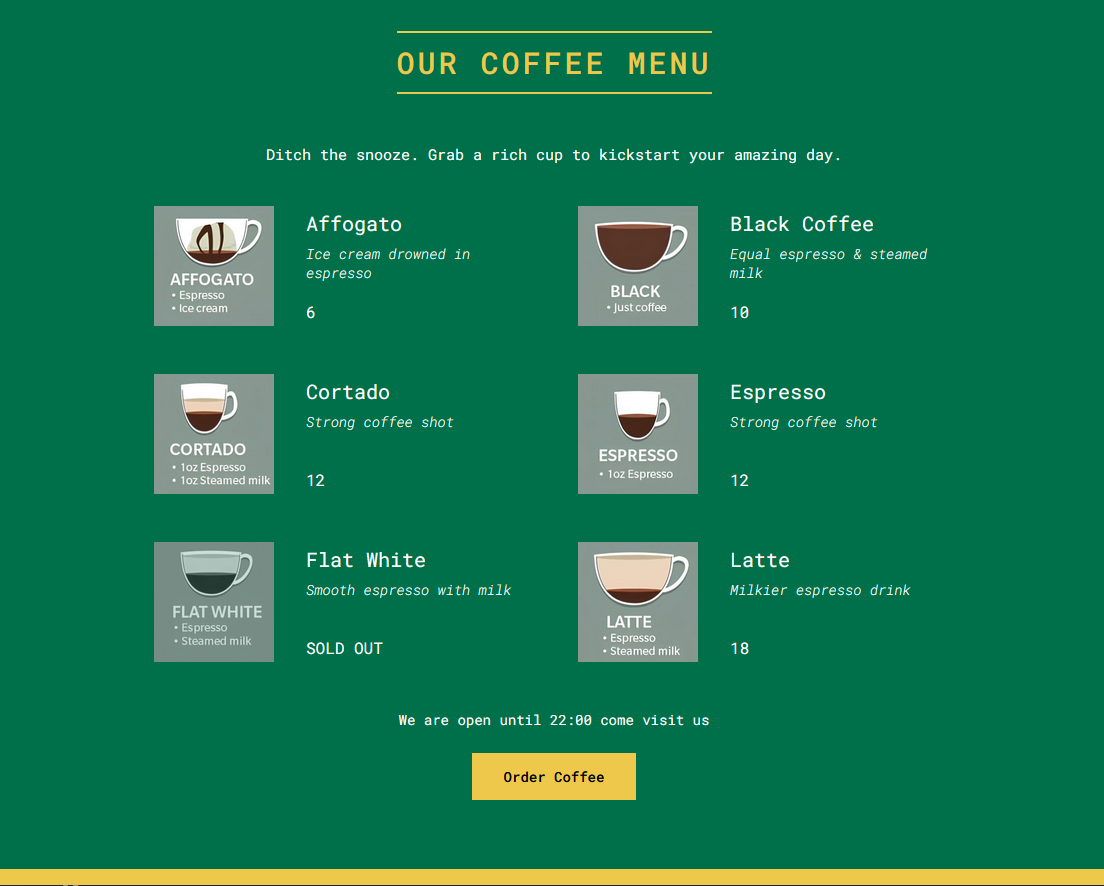 OUR COFFEE MENU
Ditch the snooze. Grab a rich cup to kickstart your amazing day.
AFFOGATO
• Espresso
• Ice cream
Affogato
Ice cream drowned in
espresso
6
BLACK
• Just coffee
Black Coffee
Equal espresso & steamed
milk
10
CORTADO
• 1oz Espresso
• 1oz Steamed milk
Cortado
Strong coffee shot
12
ESPRESSO
• 1oz Espresso
Espresso
Strong coffee shot
12
FLAT WHITE
• Espresso
• Steamed milk
Flat White
Smooth espresso with milk
SOLD OUT
LATTE
• Espresso
• Steamed milk
Latte
Milkier espresso drink
18
We are open until 22:00 come visit us
Order Coffee